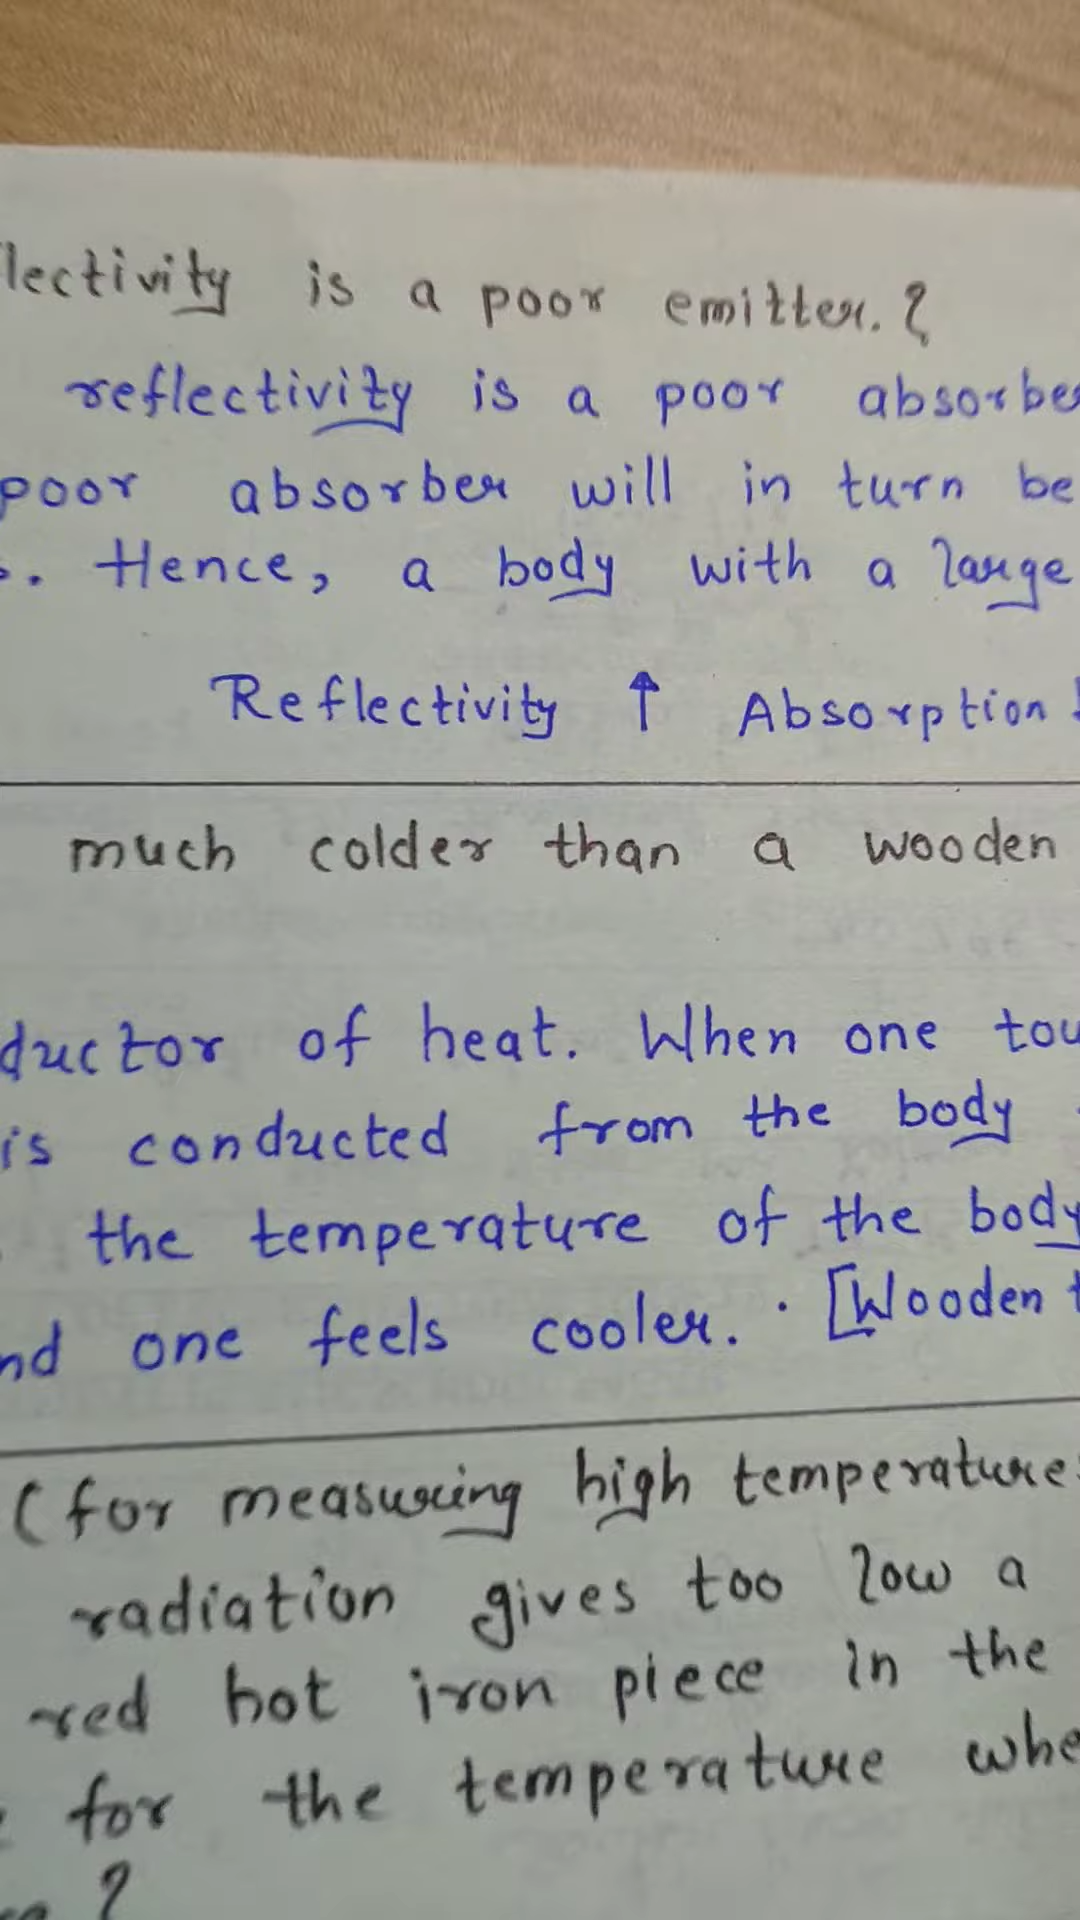 lectivity is a poor emitter.?
reflectivity is a poor absorbe
poor absorber will in turn be
. Hence, a body with a large
Reflectivity ↑ Absorption
much colder than a wooden
ductor of heat. When one tou
is conducted from the body
the temperature of the body
nd one feels cooler. [Wooden t
(for measuring high temperature
radiation gives too low a
red hot iron piece in the
for the temperature whe
?